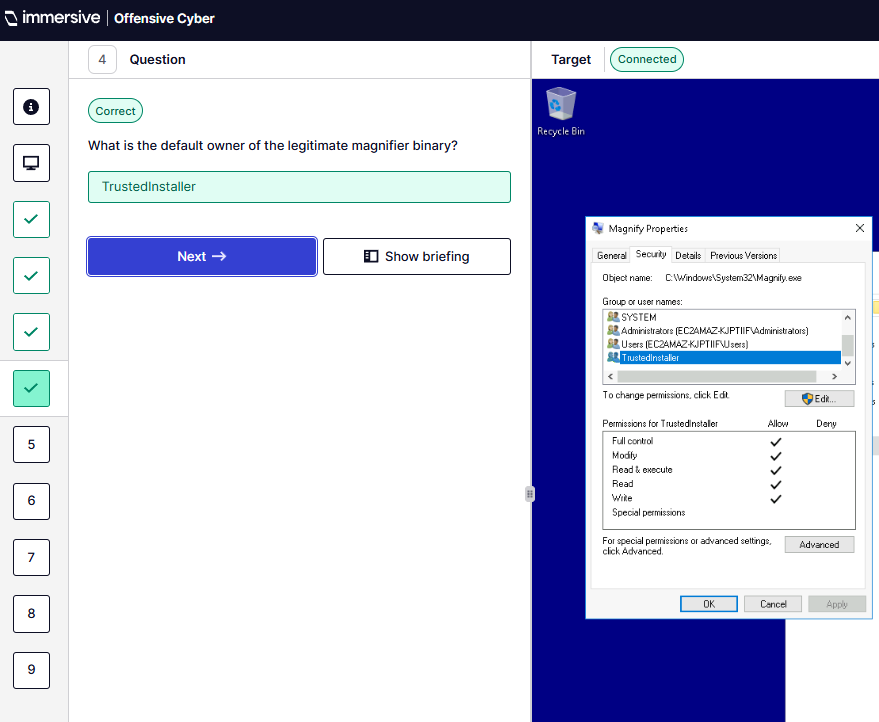 immersive | Offensive Cyber
4 Question
Target Connected
Correct
What is the default owner of the legitimate magnifier binary?
TrustedInstaller
Next →
Show briefing
5
6
7
8
9
Recycle Bin
Magnify Properties
General Security Details Previous Versions
Object name: C:\Windows\System32\Magnify.exe
Group or user names:
SYSTEM
Administrators (EC2AMAZ-KJPTIIF\Administrators)
Users (EC2AMAZ-KJPTIIF\Users)
TrustedInstaller
To change permissions, click Edit.
Edit...
Permissions for TrustedInstaller Allow Deny
Full control
Modify
Read & execute
Read
Write
Special permissions
For special permissions or advanced settings,
click Advanced.
Advanced
OK Cancel Apply